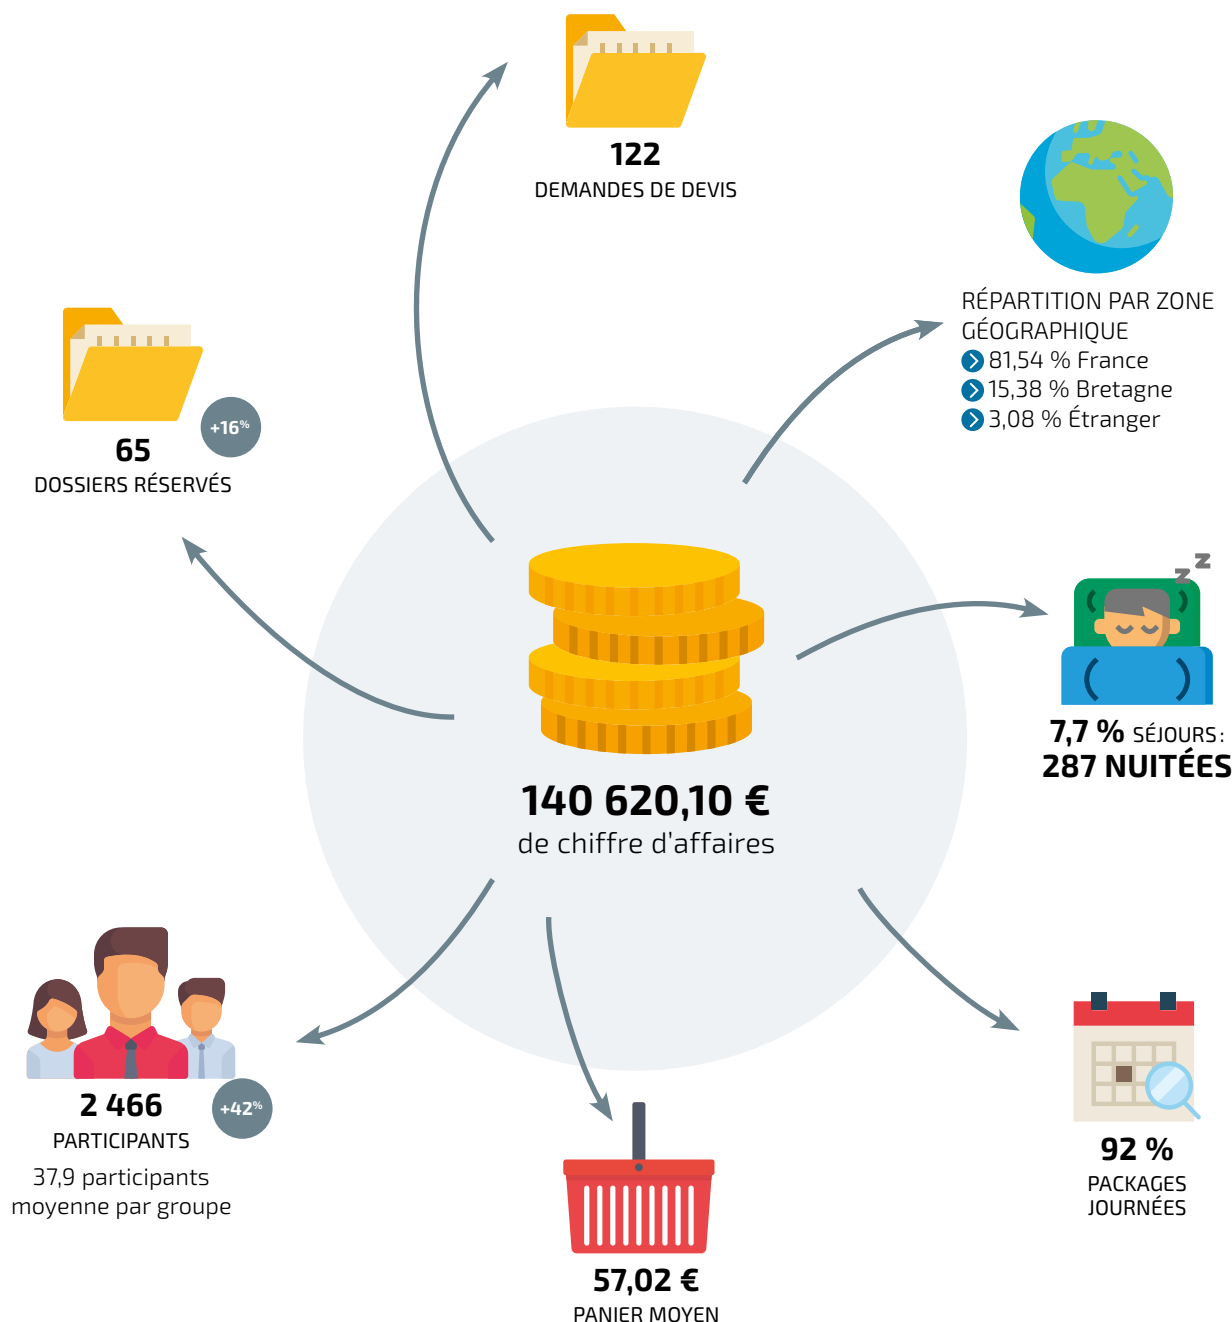 122
DEMANDES DE DEVIS
RÉPARTITION PAR ZONE
GÉOGRAPHIQUE
81,54 % France
15,38 % Bretagne
3,08 % Étranger
+16%
65
DOSSIERS RÉSERVÉS
z z
7,7 % SÉJOURS :
287 NUITÉES
140 620,10 €
de chiffre d'affaires
2 466
+42%
PARTICIPANTS
37,9 participants
moyenne par groupe
92 %
PACKAGES
JOURNÉES
57,02 €
PANIER MOYEN